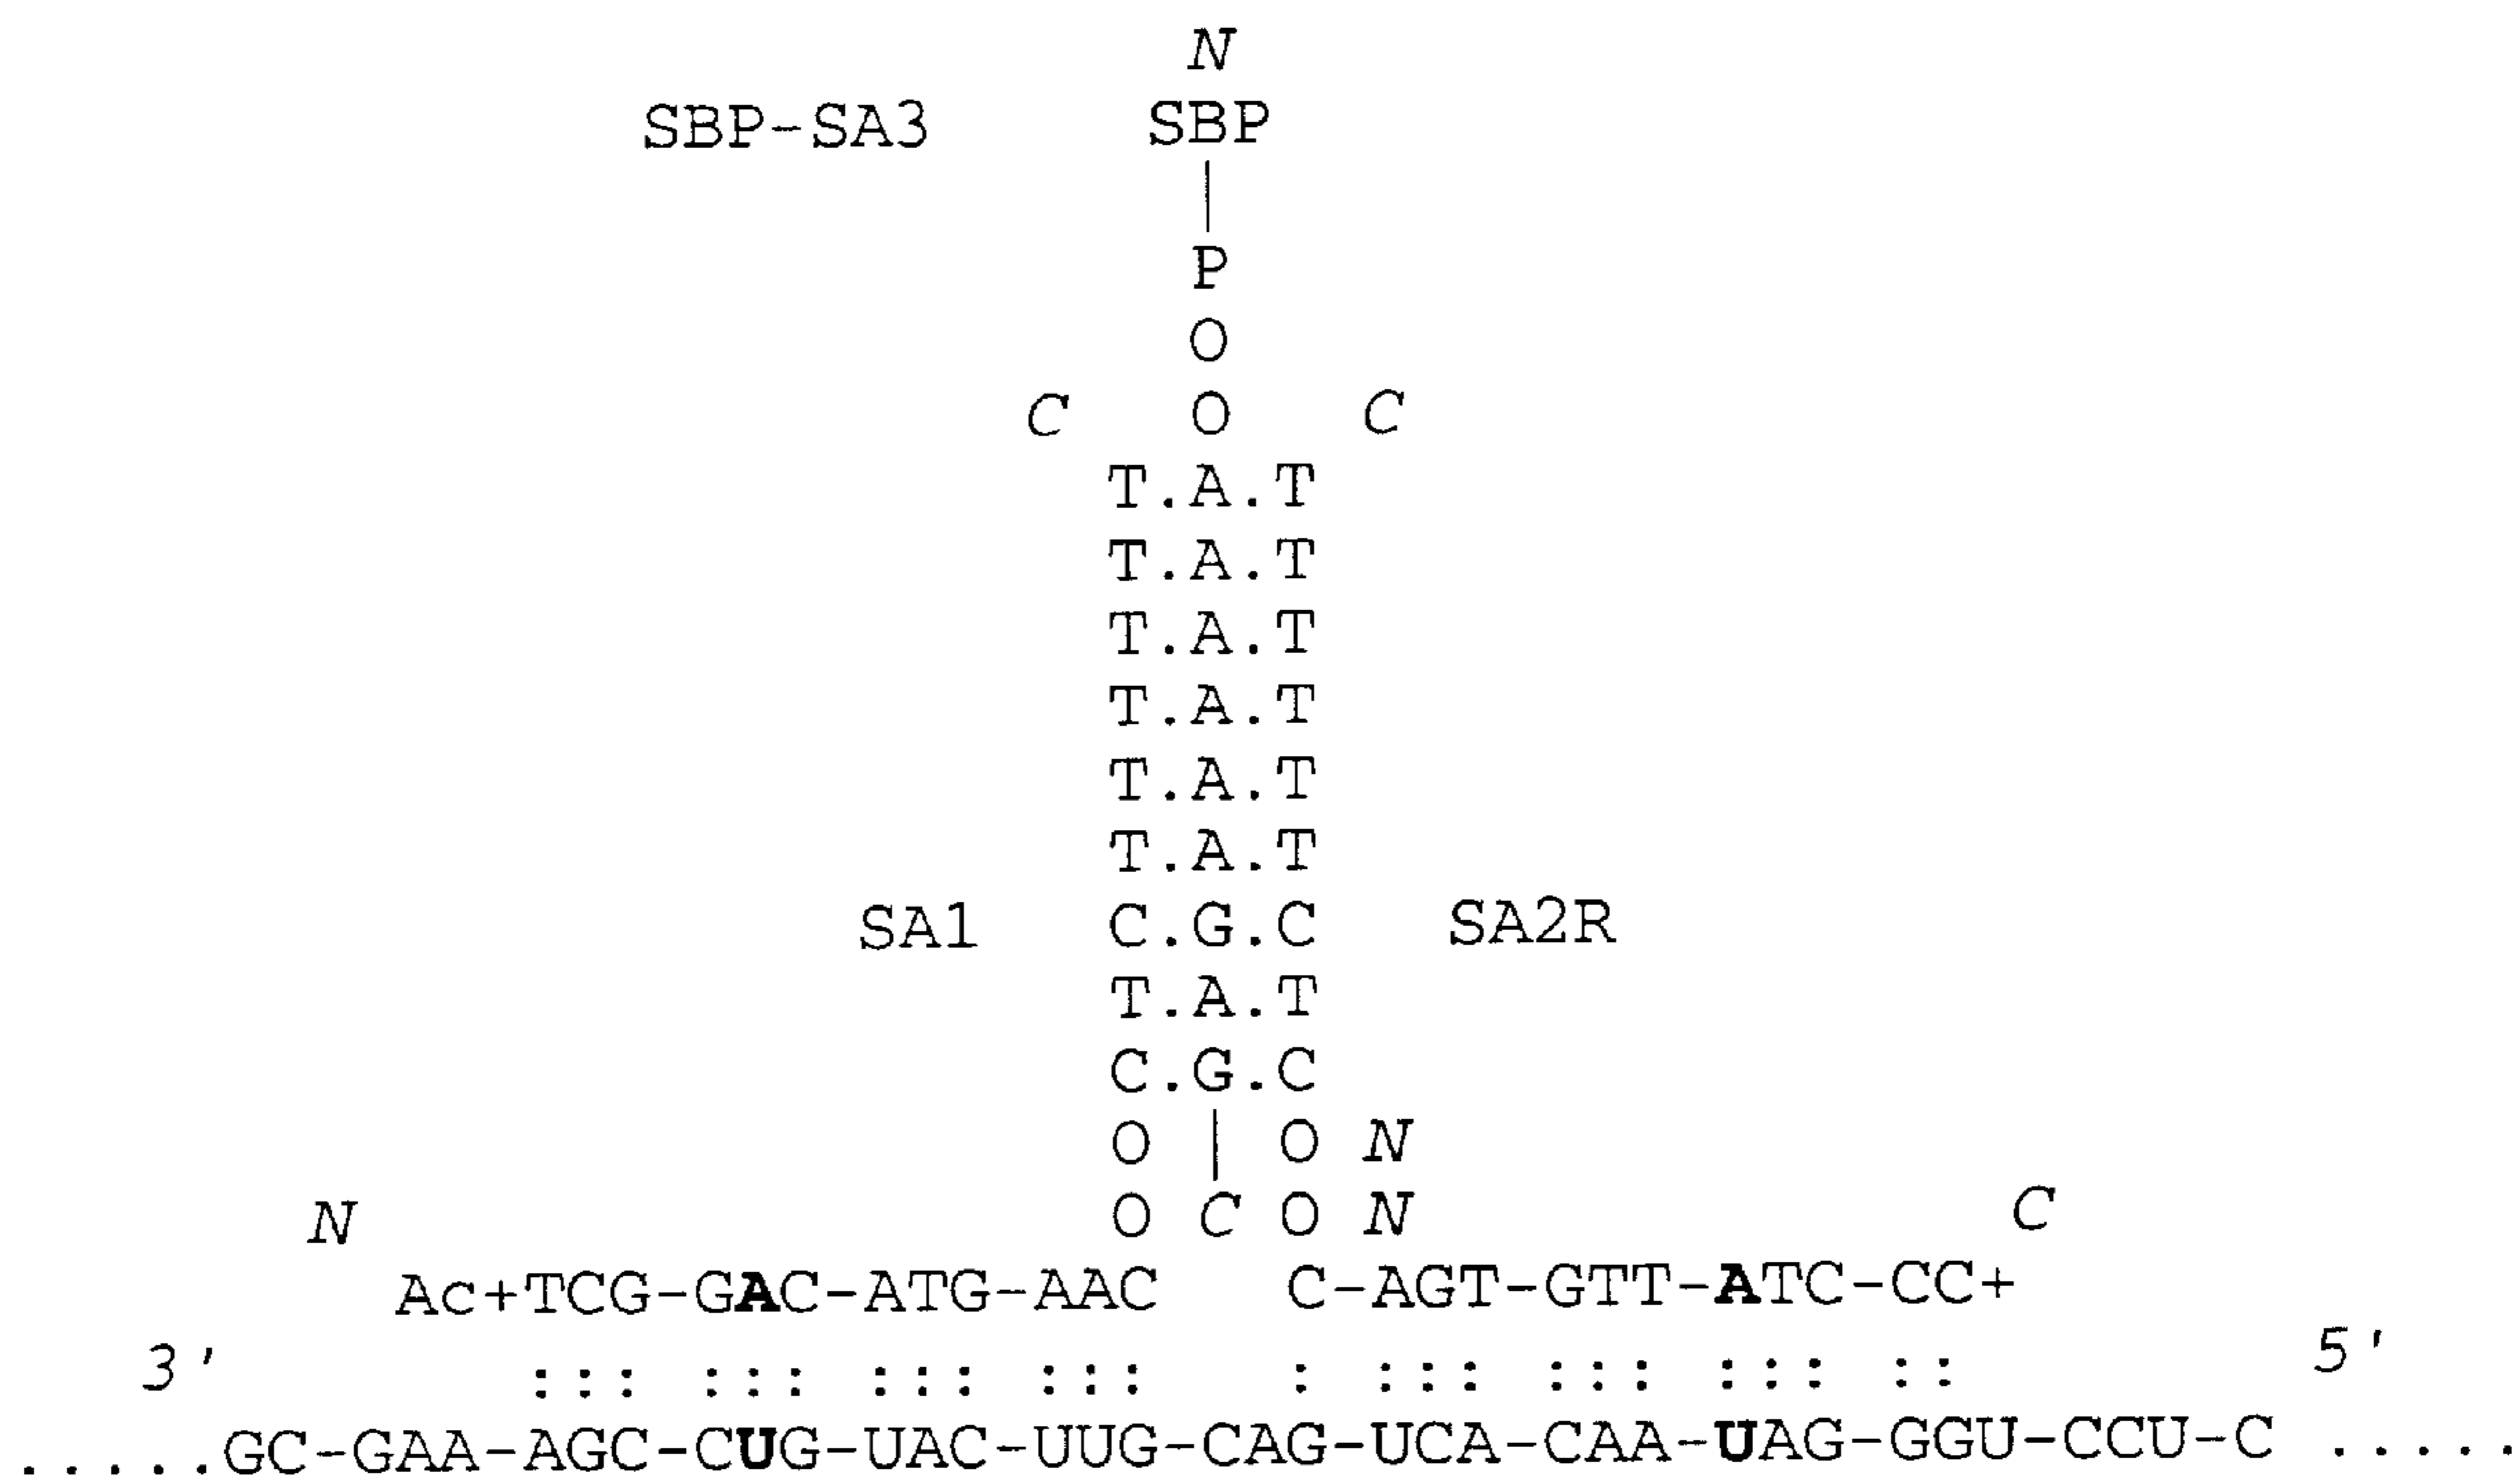 N
SBP-SA3 SBP
|
P
O
C O C
T.A.T
T.A.T
T.A.T
T.A.T
T.A.T
T.A.T
SA1 C.G.C SA2R
T.A.T
C.G.C
O | O N
N O C O N C
Ac+TCG-GAC-ATG-AAC C-AGT-GTT-ATC-CC+
3' ::: ::: ::: ::: : ::: ::: ::: :: 5'
.....GC-GAA-AGC-CUG-UAC-UUG-CAG-UCA-CAA-UAG-GGU-CCU-C .....